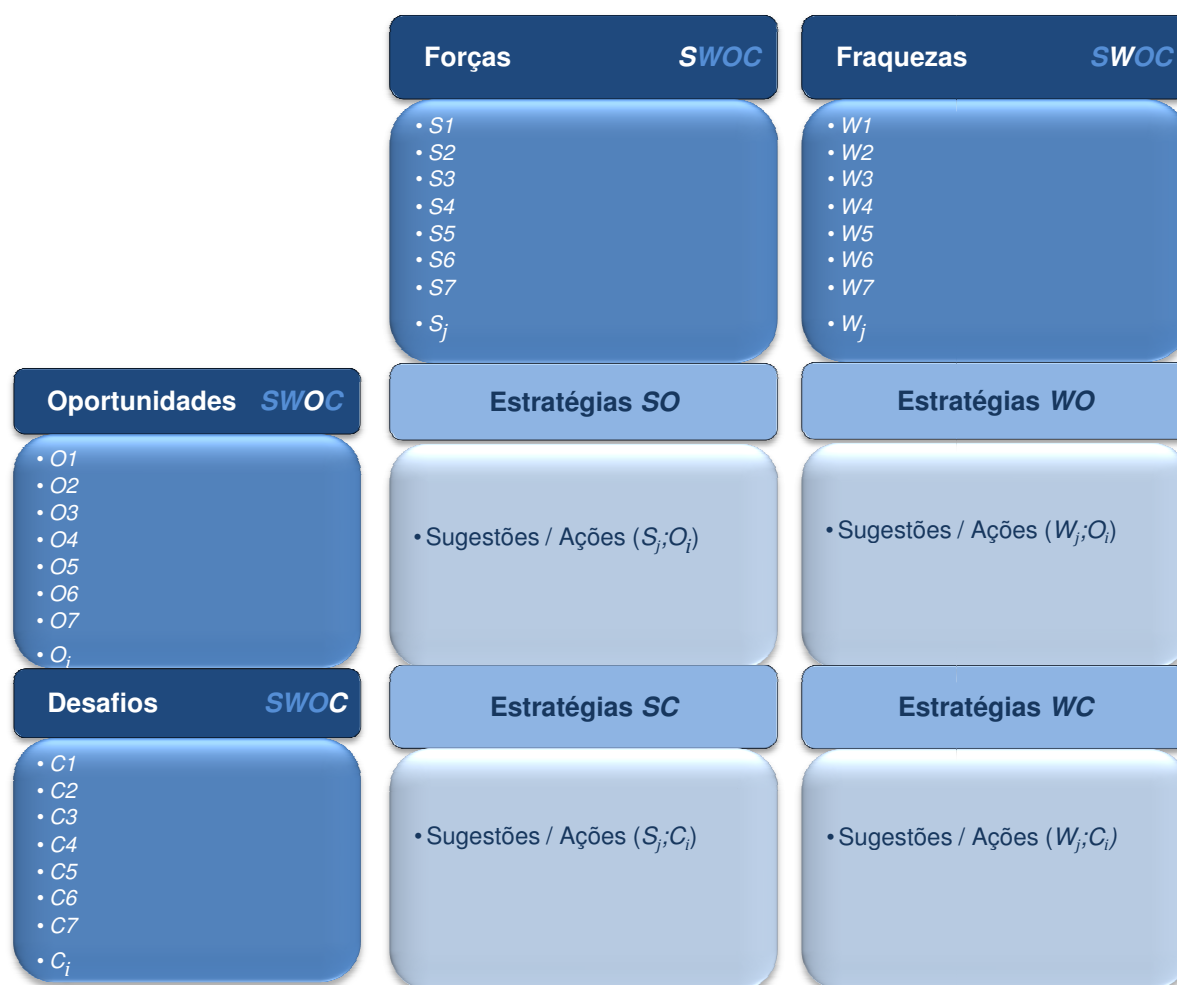 Forças SWOC
• S1
• S2
• S3
• S4
• S5
• S6
• S7
• Sj
Fraquezas SWOC
• W1
• W2
• W3
• W4
• W5
• W6
• W7
• Wj
Oportunidades SWOC
• O1
• O2
• O3
• O4
• O5
• O6
• O7
• Oi
Estratégias SO
• Sugestões / Ações (Sj;Oi)
Estratégias WO
• Sugestões / Ações (Wj;Oi)
Desafios SWOC
• C1
• C2
• C3
• C4
• C5
• C6
• C7
• Ci
Estratégias SC
• Sugestões / Ações (Sj;Ci)
Estratégias WC
• Sugestões / Ações (Wj;Ci)